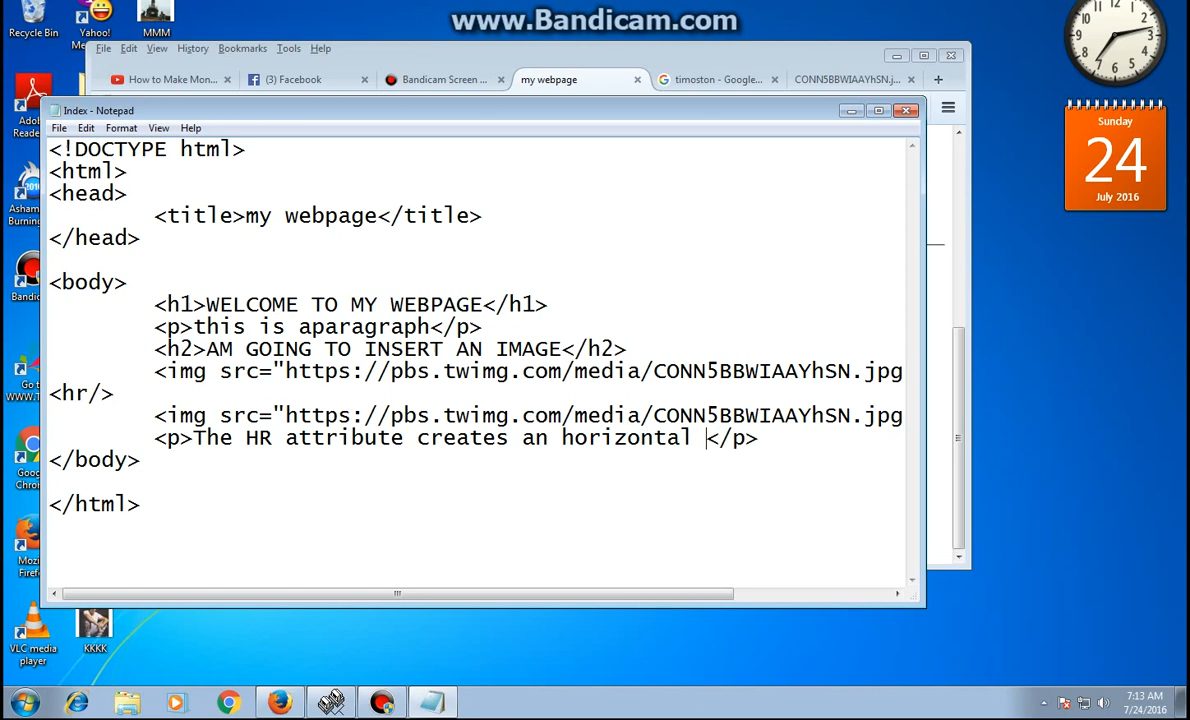 www.Bandicam.com
Recycle Bin
Yahoo!
MMM
File Edit View History Bookmarks Tools Help
How to Make Mon...
(3) Facebook
Bandicam Screen ...
my webpage
timoston - Google...
CONN5BBWIAAYhSN.j...
Index - Notepad
File Edit Format View Help
<!DOCTYPE html>
<html>
<head>
<title>my webpage</title>
</head>
<body>
<h1>WELCOME TO MY WEBPAGE</h1>
<p>this is aparagraph</p>
<h2>AM GOING TO INSERT AN IMAGE</h2>
<img src="https://pbs.twimg.com/media/CONN5BBWIAAYhSN.jpg
<hr/>
<img src="https://pbs.twimg.com/media/CONN5BBWIAAYhSN.jpg
<p>The HR attribute creates an horizontal </p>
</body>
</html>
Sunday
24
July 2016
12
VLC media
player
KKKK
7:13 AM
7/24/2016